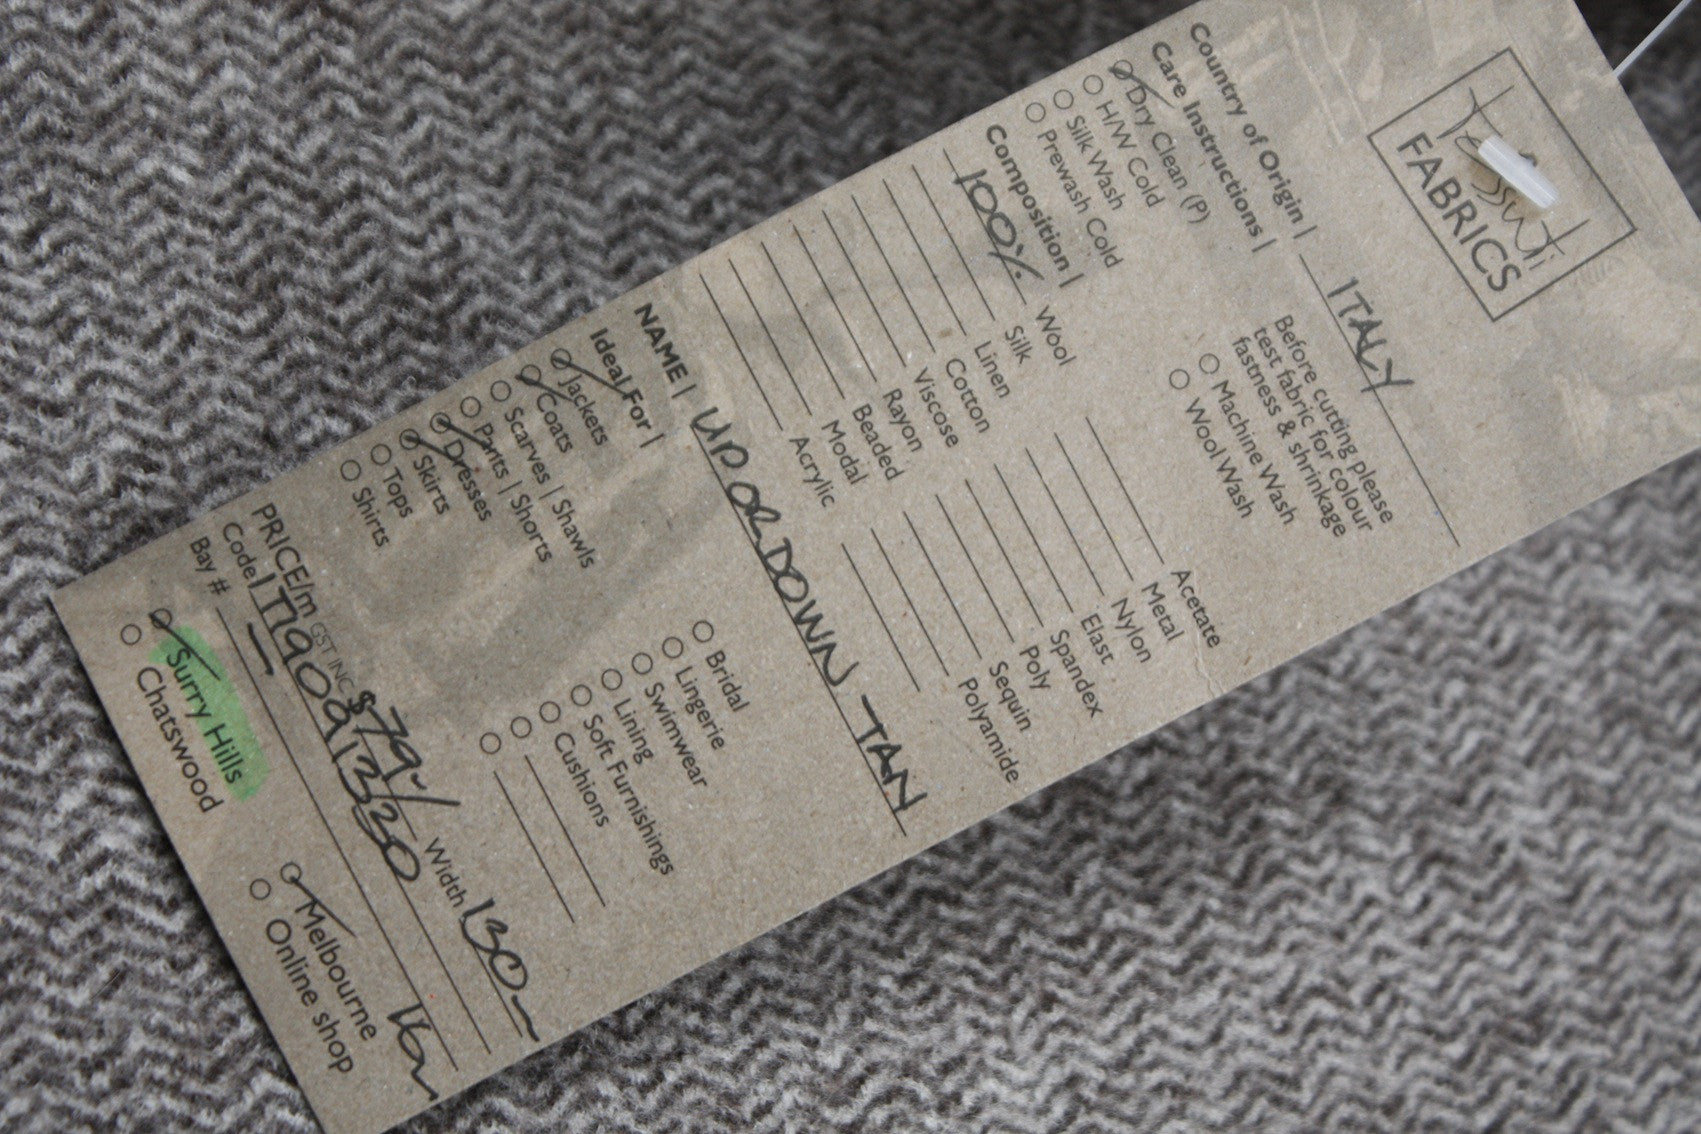 Tessuti
FABRICS
Country of Origin | ITALY
Care Instructions |
Dry Clean (P)
H/W Cold
Silk Wash
Prewash Cold
Before cutting please
test fabric for colour
fastness & shrinkage
Machine Wash
Wool Wash
Composition |
100% Wool
Silk
Linen
Cotton
Viscose
Rayon
Beaded
Modal
Acrylic
Acetate
Metal
Nylon
Elast
Spandex
Poly
Sequin
Polyamide
NAME | UP OR DOWN TAN
Ideal For |
Jackets
Coats
Scarves | Shawls
Pants | Shorts
Dresses
Skirts
Tops
Shirts
Bridal
Lingerie
Swimwear
Lining
Soft Furnishings
Cushions
PRICE/m GST INC $79-/ Width 130
Code | T19091320
Bay #
Surry Hills
Chatswood
Melbourne
Online shop